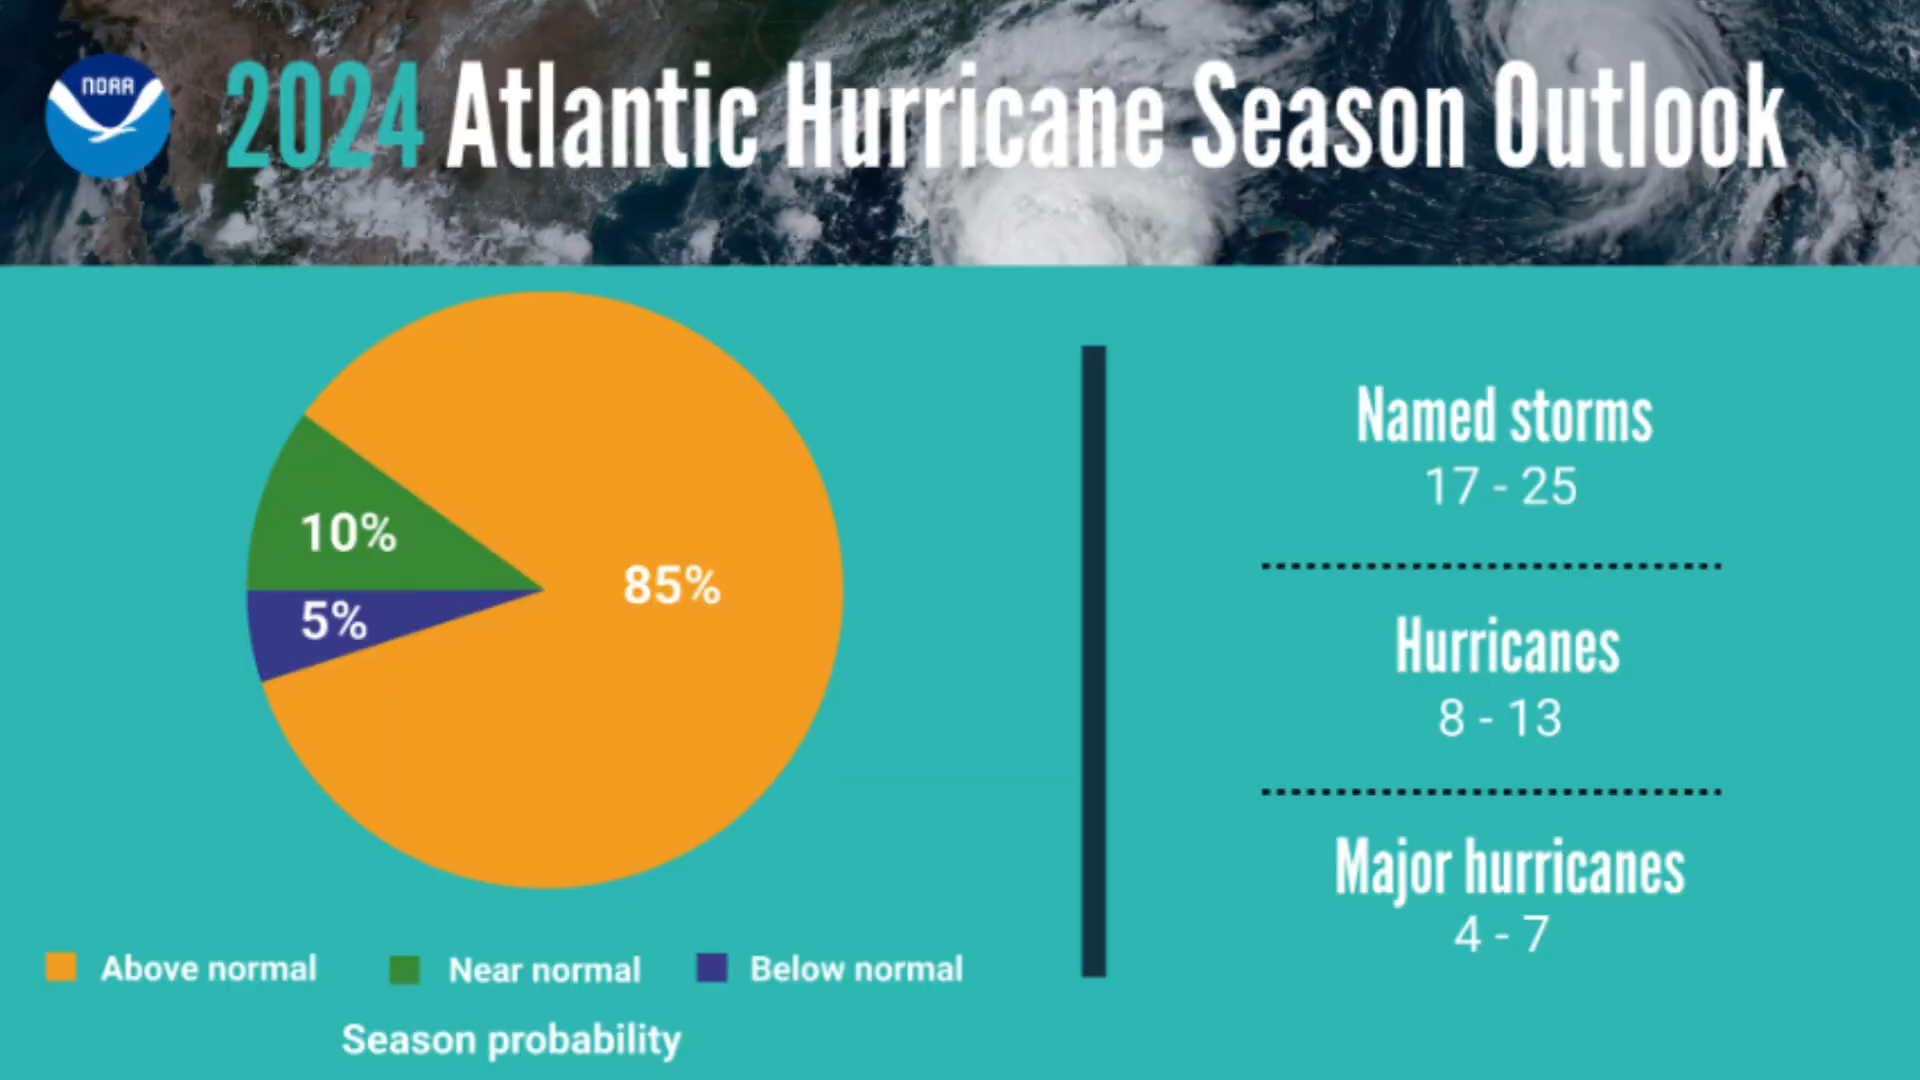 NOAA
2024 Atlantic Hurricane Season Outlook
10%
5%
85%
Above normal
Near normal
Below normal
Season probability
Named storms
17 - 25
Hurricanes
8 - 13
Major hurricanes
4 - 7